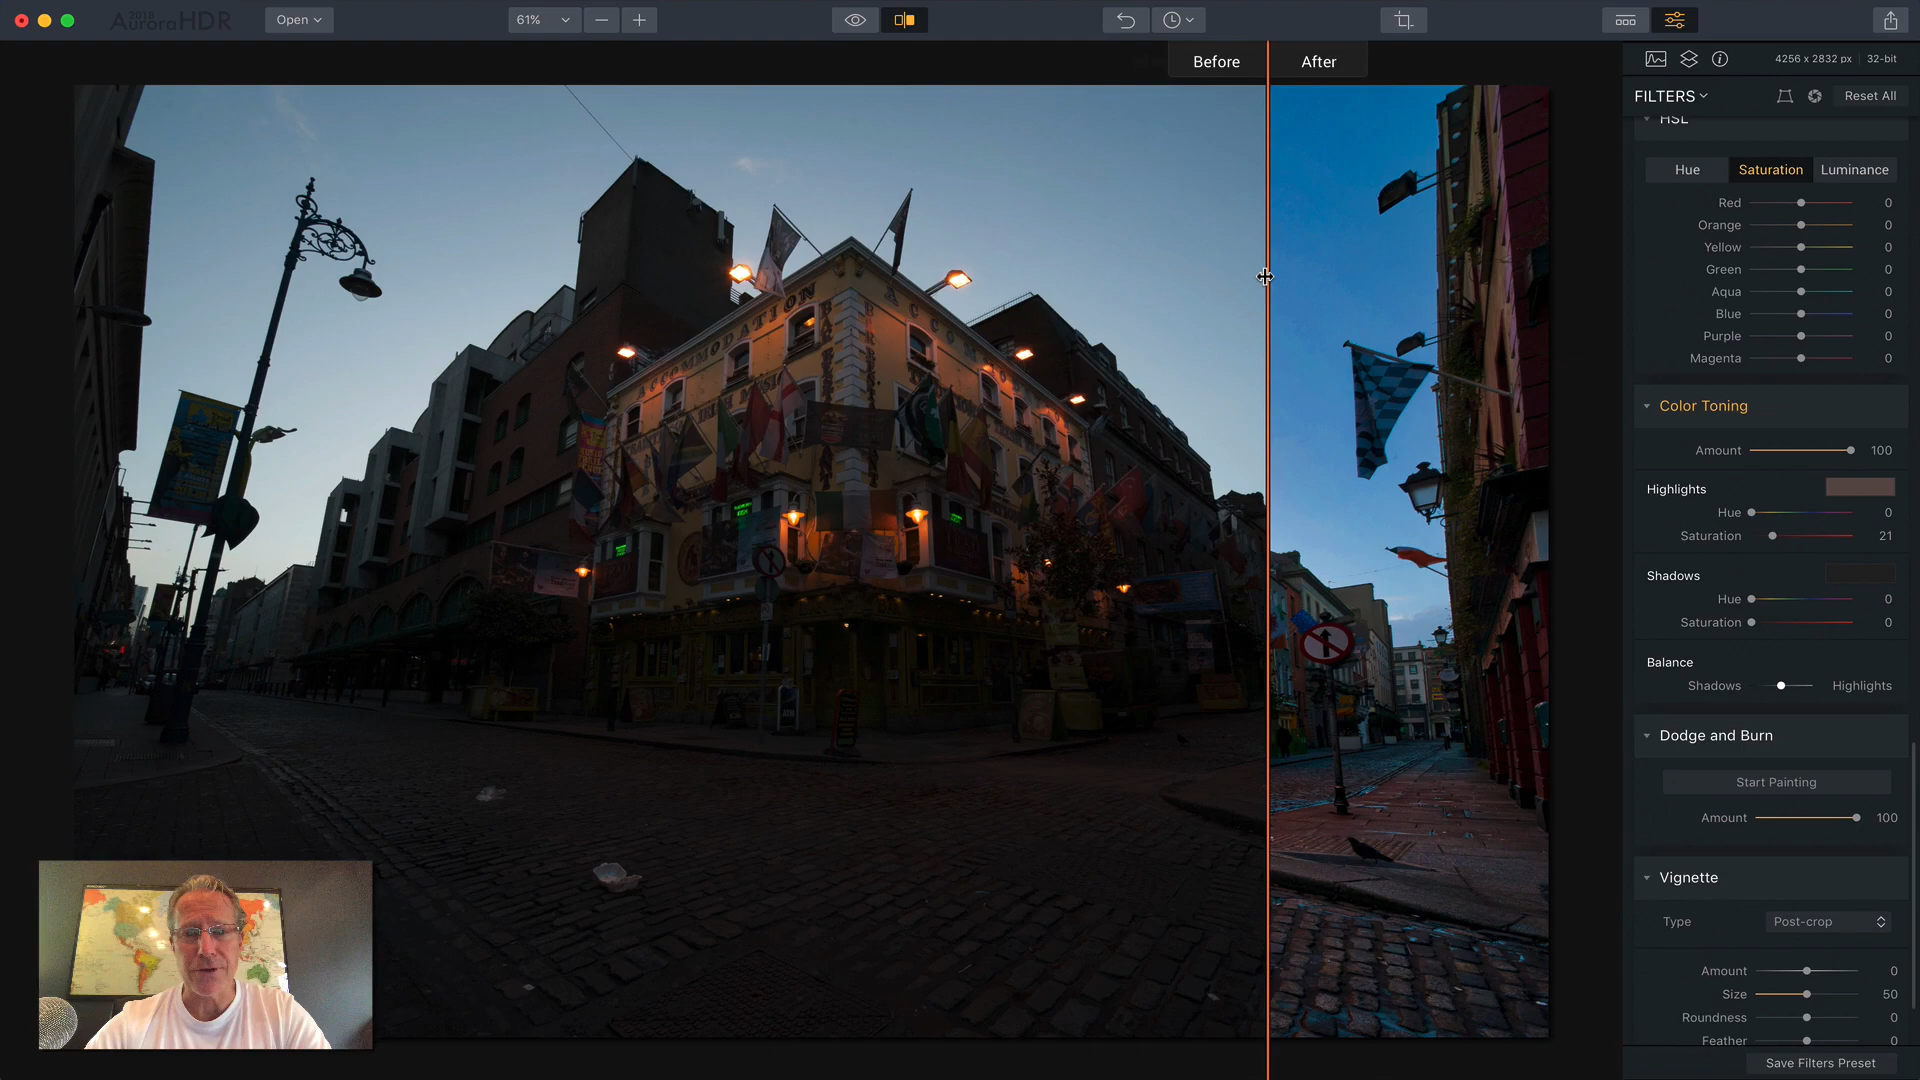 2018
AuroraHDR
Open
61%
Before
After
4256 x 2832 px
32-bit
FILTERS
Reset All
HSL
Hue
Saturation
Luminance
Red 0
Orange 0
Yellow 0
Green 0
Aqua 0
Blue 0
Purple 0
Magenta 0
Color Toning
Amount 100
Highlights
Hue 0
Saturation 21
Shadows
Hue 0
Saturation 0
Balance
Shadows Highlights
Dodge and Burn
Start Painting
Amount 100
Vignette
Type Post-crop
Amount 0
Size 50
Roundness 0
Feather 0
Save Filters Preset
ACCOMMODATION